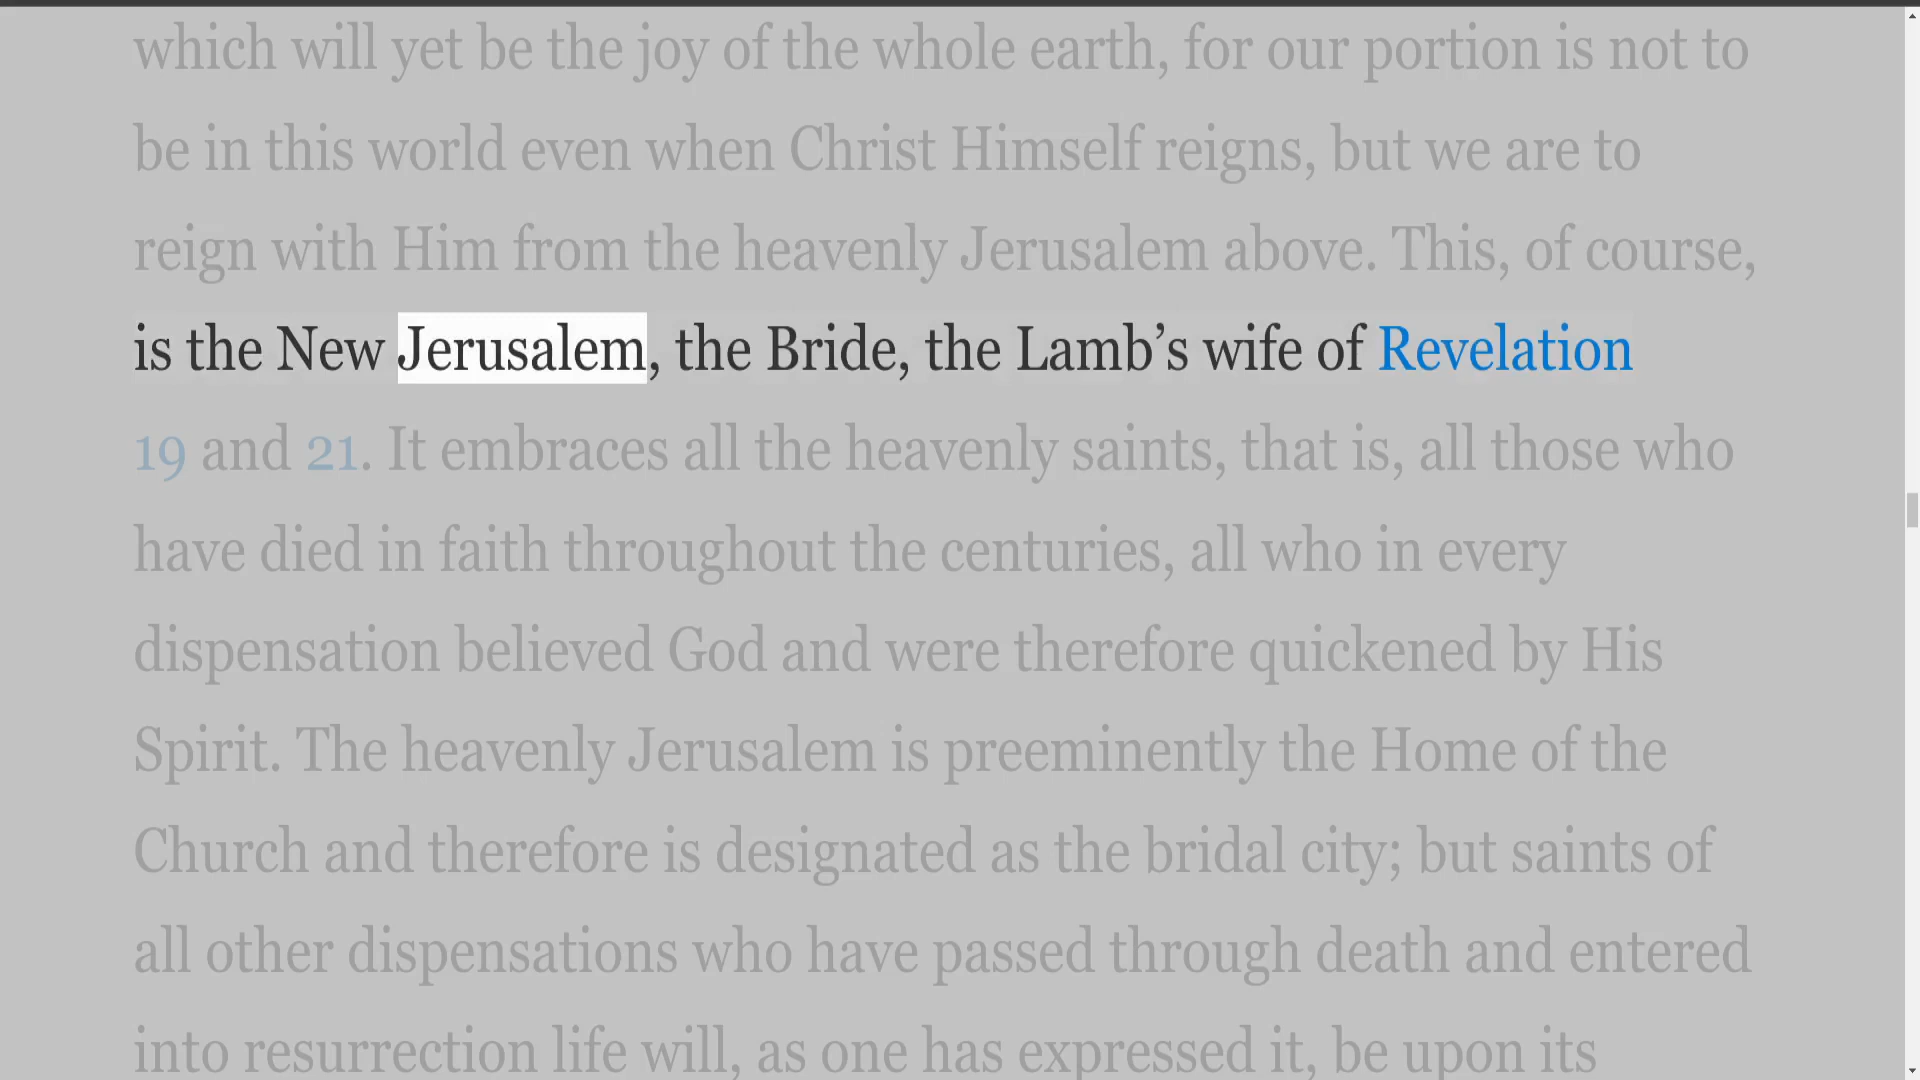 which will yet be the joy of the whole earth, for our portion is not to
be in this world even when Christ Himself reigns, but we are to
reign with Him from the heavenly Jerusalem above. This, of course,
is the New Jerusalem, the Bride, the Lamb’s wife of Revelation
19 and 21. It embraces all the heavenly saints, that is, all those who
have died in faith throughout the centuries, all who in every
dispensation believed God and were therefore quickened by His
Spirit. The heavenly Jerusalem is preeminently the Home of the
Church and therefore is designated as the bridal city; but saints of
all other dispensations who have passed through death and entered
into resurrection life will, as one has expressed it, be upon its